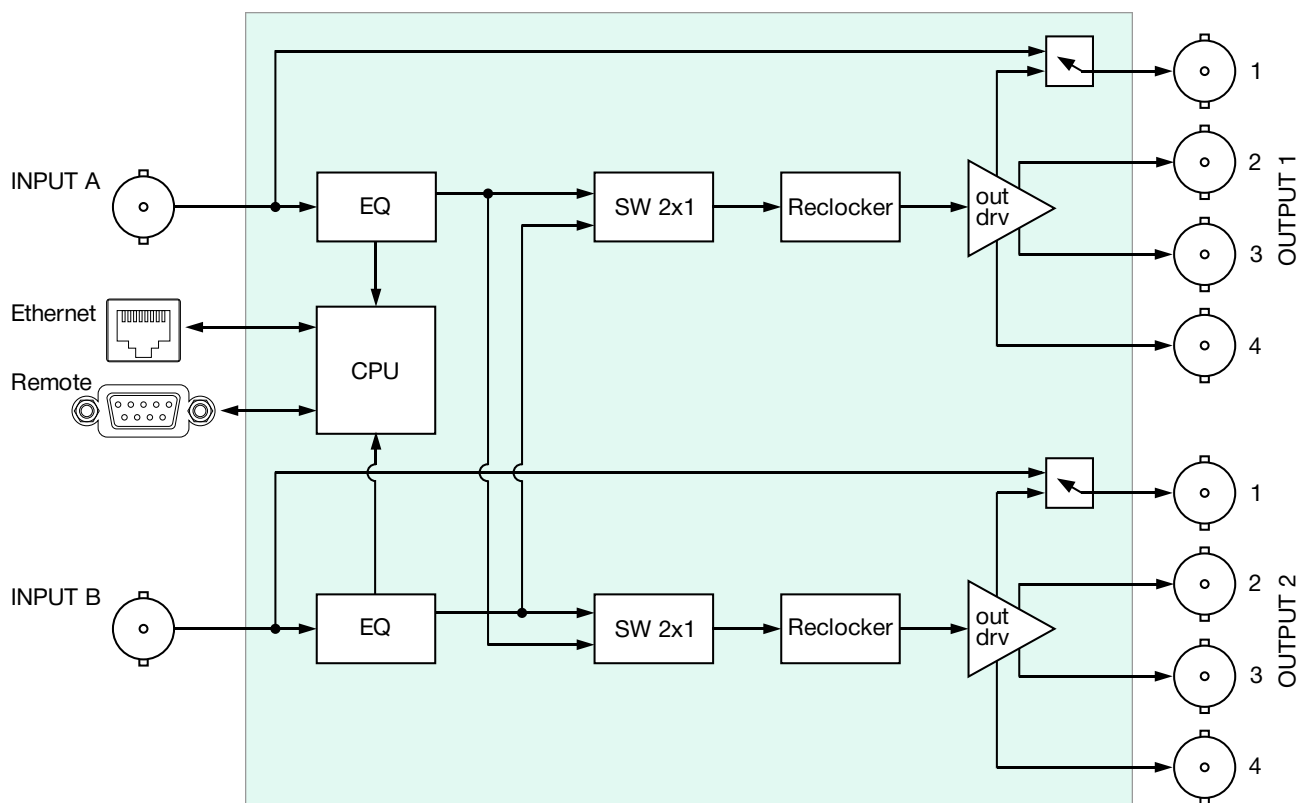 1
INPUT A
EQ
SW 2x1
Reclocker
out
drv
2
3
OUTPUT 1
Ethernet
4
CPU
Remote
1
INPUT B
EQ
SW 2x1
Reclocker
out
drv
2
3
OUTPUT 2
4